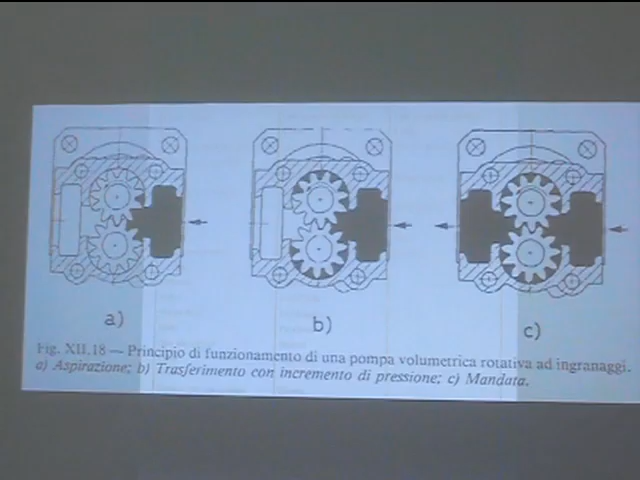 a)
b)
c)
Fig. XII.18 — Principio di funzionamento di una pompa volumetrica rotativa ad ingranaggi.
a) Aspirazione; b) Trasferimento con incremento di pressione; c) Mandata.